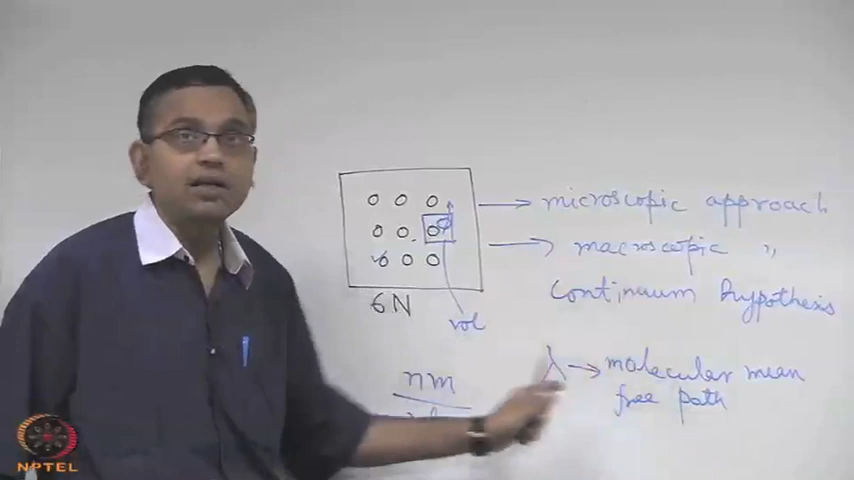 microscopic approach
macroscopic "
Continuum hypothesis
6N
vol
λ → molecular mean
free path
nm
NPTEL